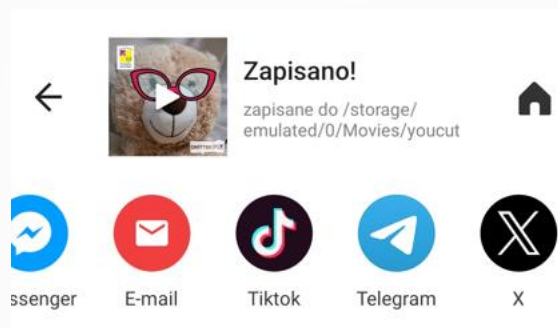 Zapisano!
zapisane do /storage/
emulated/0/Movies/youcut
ssenger
E-mail
Tiktok
Telegram
X